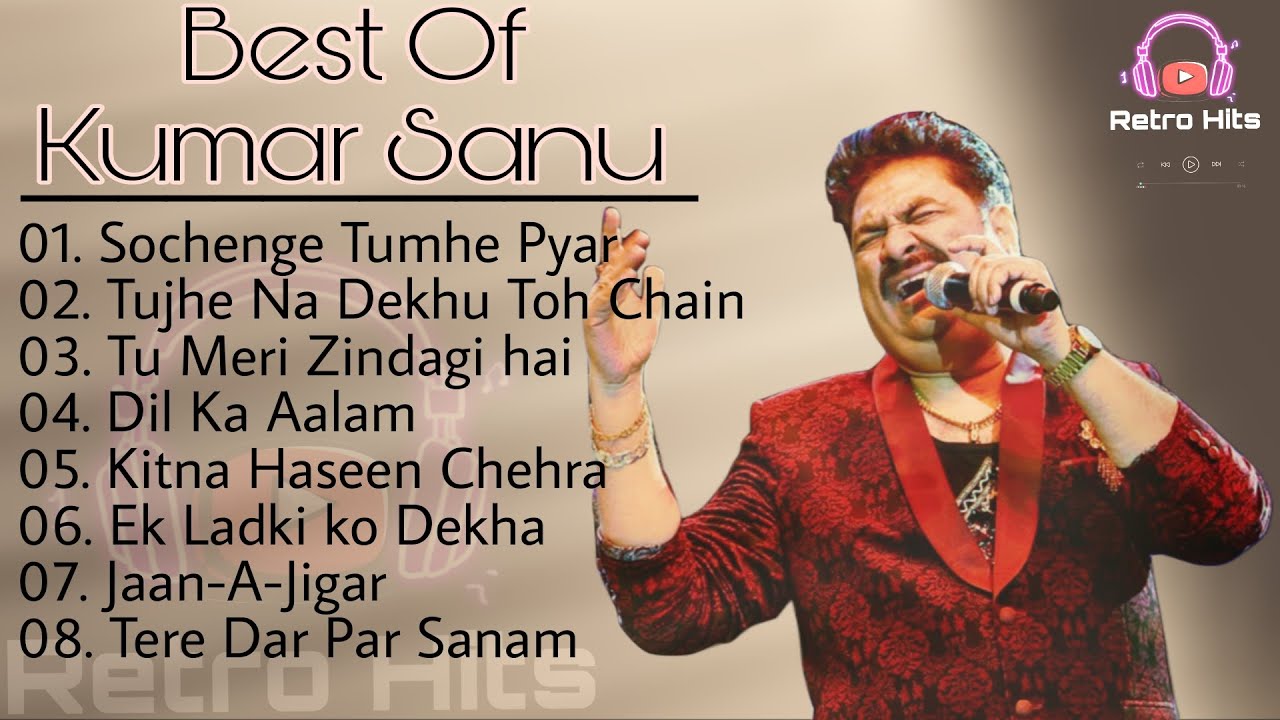 Best Of
Kumar Sanu
01. Sochenge Tumhe Pyar
02. Tujhe Na Dekhu Toh Chain
03. Tu Meri Zindagi hai
04. Dil Ka Aalam
05. Kitna Haseen Chehra
06. Ek Ladki ko Dekha
07. Jaan-A-Jigar
08. Tere Dar Par Sanam
Retro Hits
Retro Hits